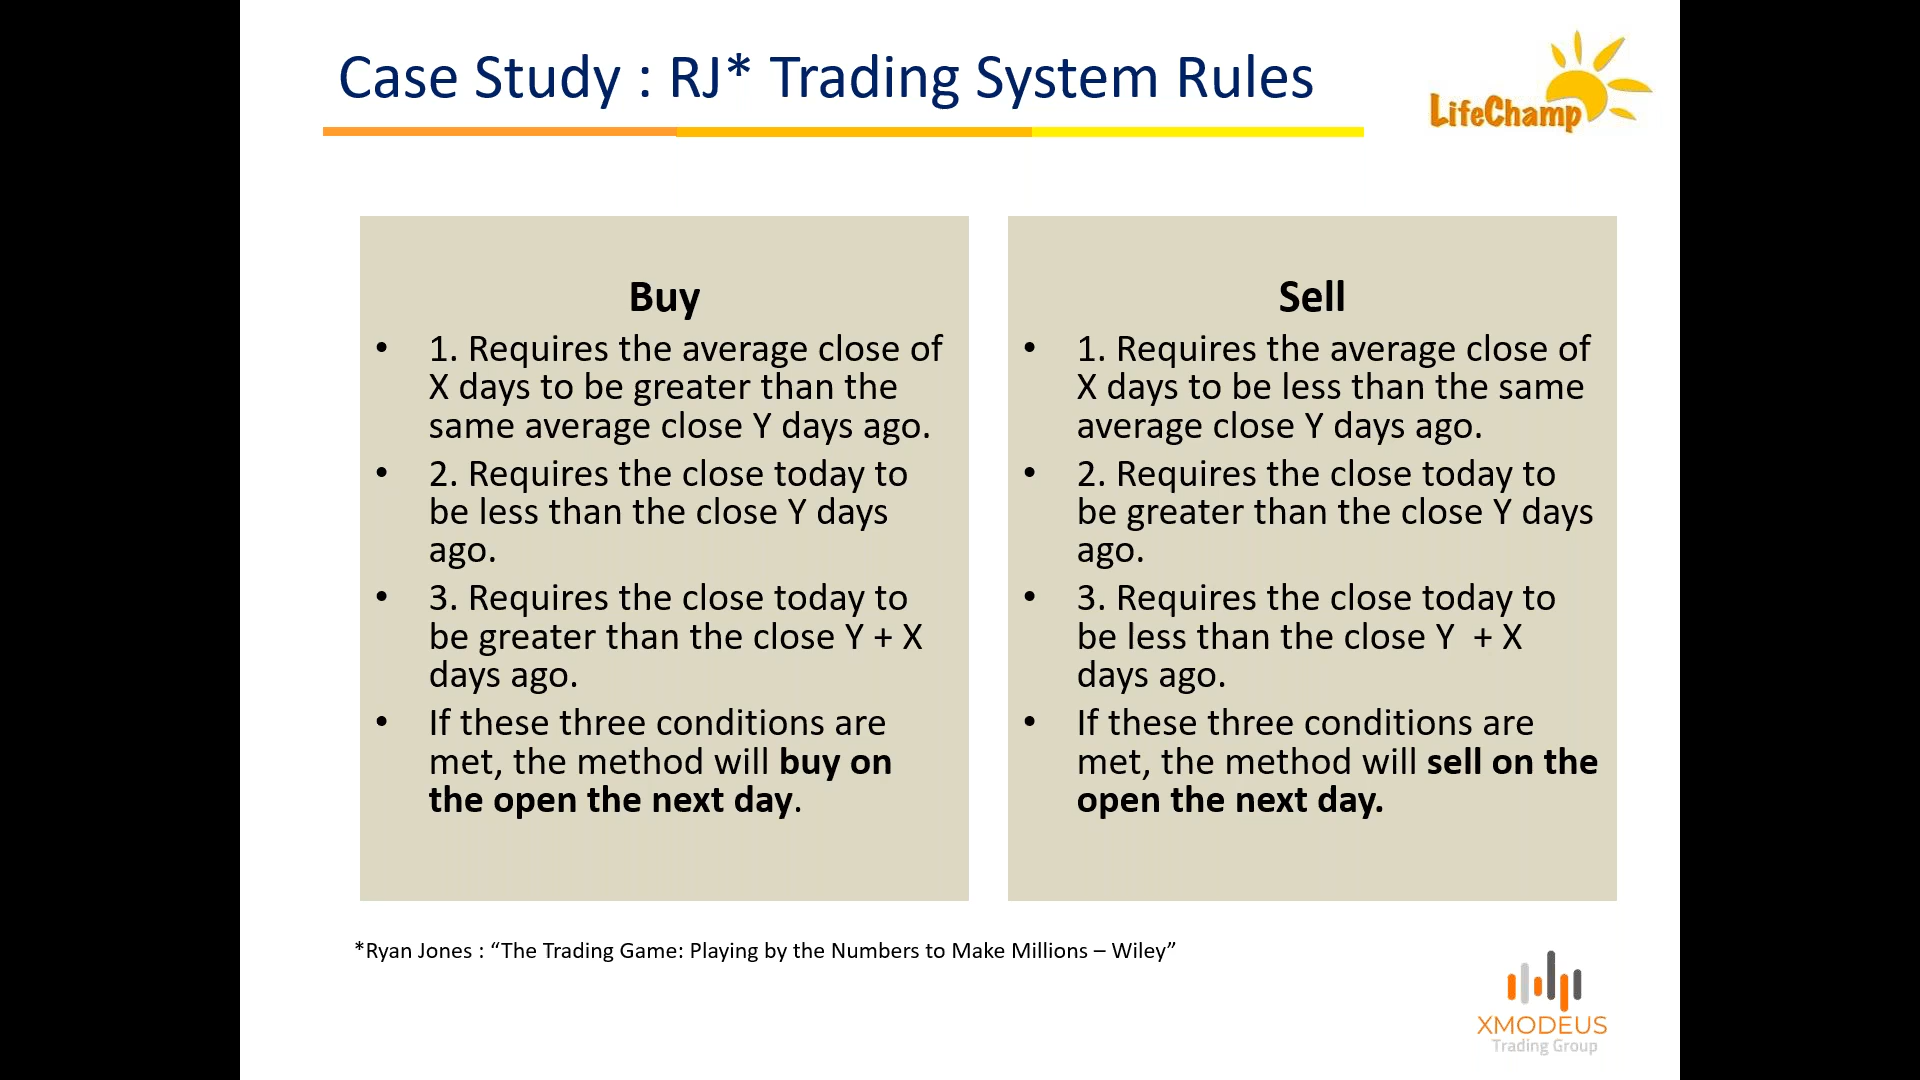 Case Study : RJ* Trading System Rules
LifeChamp
Buy
• 1. Requires the average close of
X days to be greater than the
same average close Y days ago.
• 2. Requires the close today to
be less than the close Y days
ago.
• 3. Requires the close today to
be greater than the close Y + X
days ago.
• If these three conditions are
met, the method will buy on
the open the next day.
Sell
• 1. Requires the average close of
X days to be less than the same
average close Y days ago.
• 2. Requires the close today to
be greater than the close Y days
ago.
• 3. Requires the close today to
be less than the close Y  + X
days ago.
• If these three conditions are
met, the method will sell on the
open the next day.
*Ryan Jones : “The Trading Game: Playing by the Numbers to Make Millions – Wiley”
XMODEUS
Trading Group